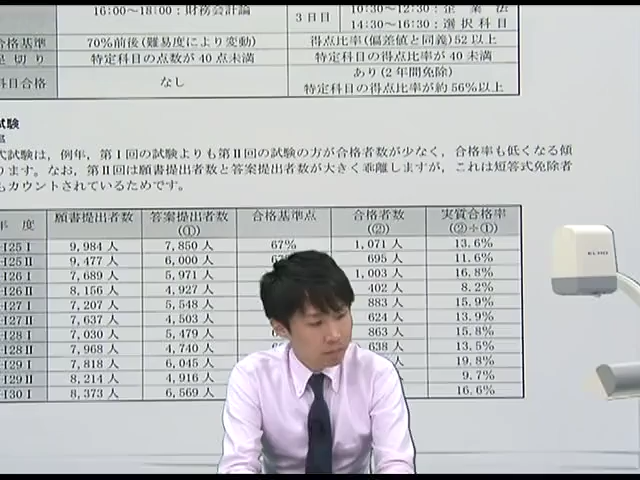 16:00～18:00：財務会計論
3日目
10:30～12:30：企業法
14:30～16:30：選択科目
合格基準 70%前後(難易度により変動) 得点比率(偏差値と同義)52以上
足切り 特定科目の点数が40点未満 特定科目の得点比率が40未満
科目合格 なし
あり(2年間免除)
特定科目の得点比率が約56%以上
試験
式試験は，例年，第Ⅰ回の試験よりも第Ⅱ回の試験の方が合格者数が少なく，合格率も低くなる傾
ります。なお，第Ⅱ回は願書提出者数と答案提出者数が大きく乖離しますが，これは短答式免除者
もカウントされているためです。
年度 願書提出者数 答案提出者数(①) 合格基準点 合格者数(②) 実質合格率(②÷①)
H25Ⅰ 9,984人 7,850人 67% 1,071人 13.6%
H25Ⅱ 9,477人 6,000人 695人 11.6%
H26Ⅰ 7,689人 5,971人 1,003人 16.8%
H26Ⅱ 8,156人 4,927人 402人 8.2%
H27Ⅰ 7,207人 5,548人 883人 15.9%
H27Ⅱ 7,637人 4,503人 624人 13.9%
H28Ⅰ 7,030人 5,479人 863人 15.8%
H28Ⅱ 7,968人 4,740人 638人 13.5%
H29Ⅰ 7,818人 6,045人 人 19.8%
H29Ⅱ 8,214人 4,916人 9.7%
H30Ⅰ 8,373人 6,569人 人 16.6%
ELMO